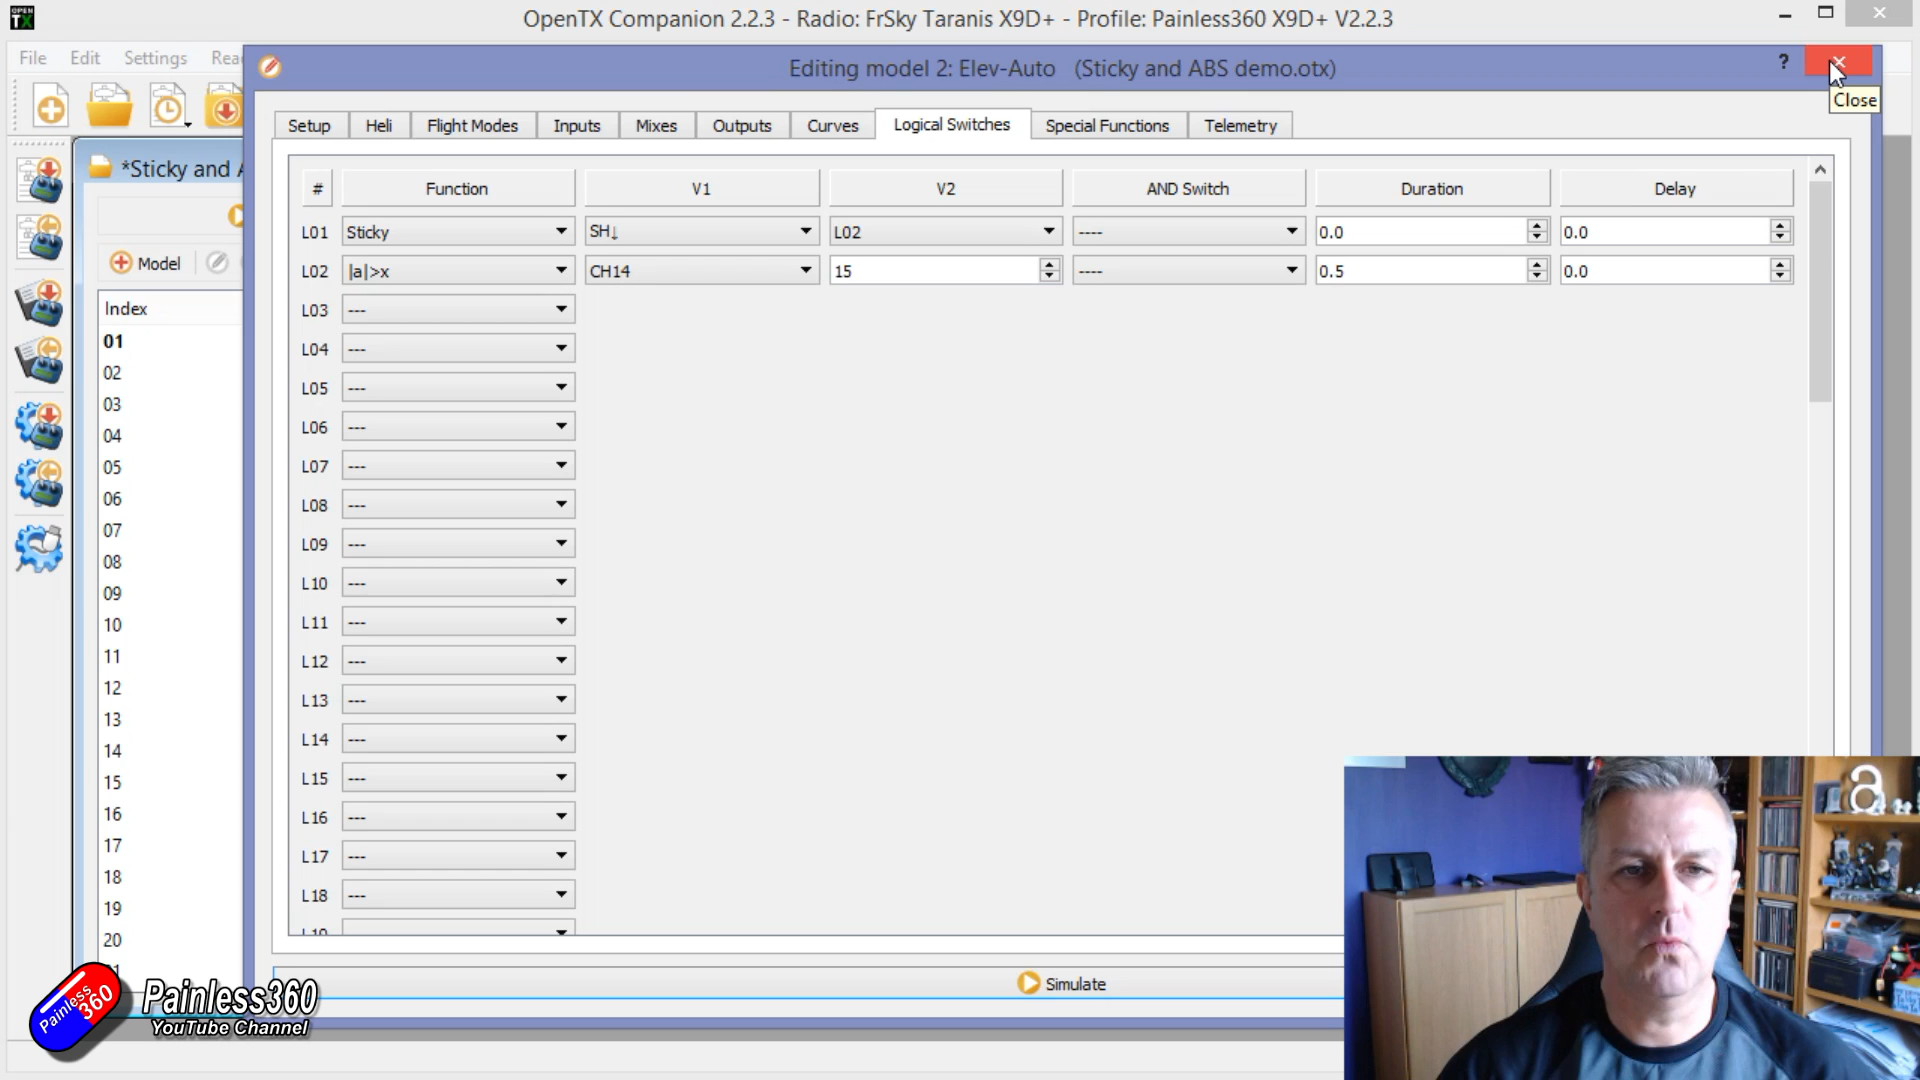 OPEN TX
OpenTX Companion 2.2.3 - Radio: FrSky Taranis X9D+ - Profile: Painless360 X9D+ V2.2.3
File Edit Settings Rea
Editing model 2: Elev-Auto (Sticky and ABS demo.otx)
?
Close
Setup Heli Flight Modes Inputs Mixes Outputs Curves Logical Switches Special Functions Telemetry
*Sticky and A
Model
Index
01
02
03
04
05
06
07
08
09
10
11
12
13
14
15
16
17
18
19
20
# Function V1 V2 AND Switch Duration Delay
L01 Sticky SH↓ L02 ---- 0.0 0.0
L02 |a|>x CH14 15 ---- 0.5 0.0
L03 ---
L04 ---
L05 ---
L06 ---
L07 ---
L08 ---
L09 ---
L10 ---
L11 ---
L12 ---
L13 ---
L14 ---
L15 ---
L16 ---
L17 ---
L18 ---
Simulate
Painless 360
Painless360
YouTube Channel
a